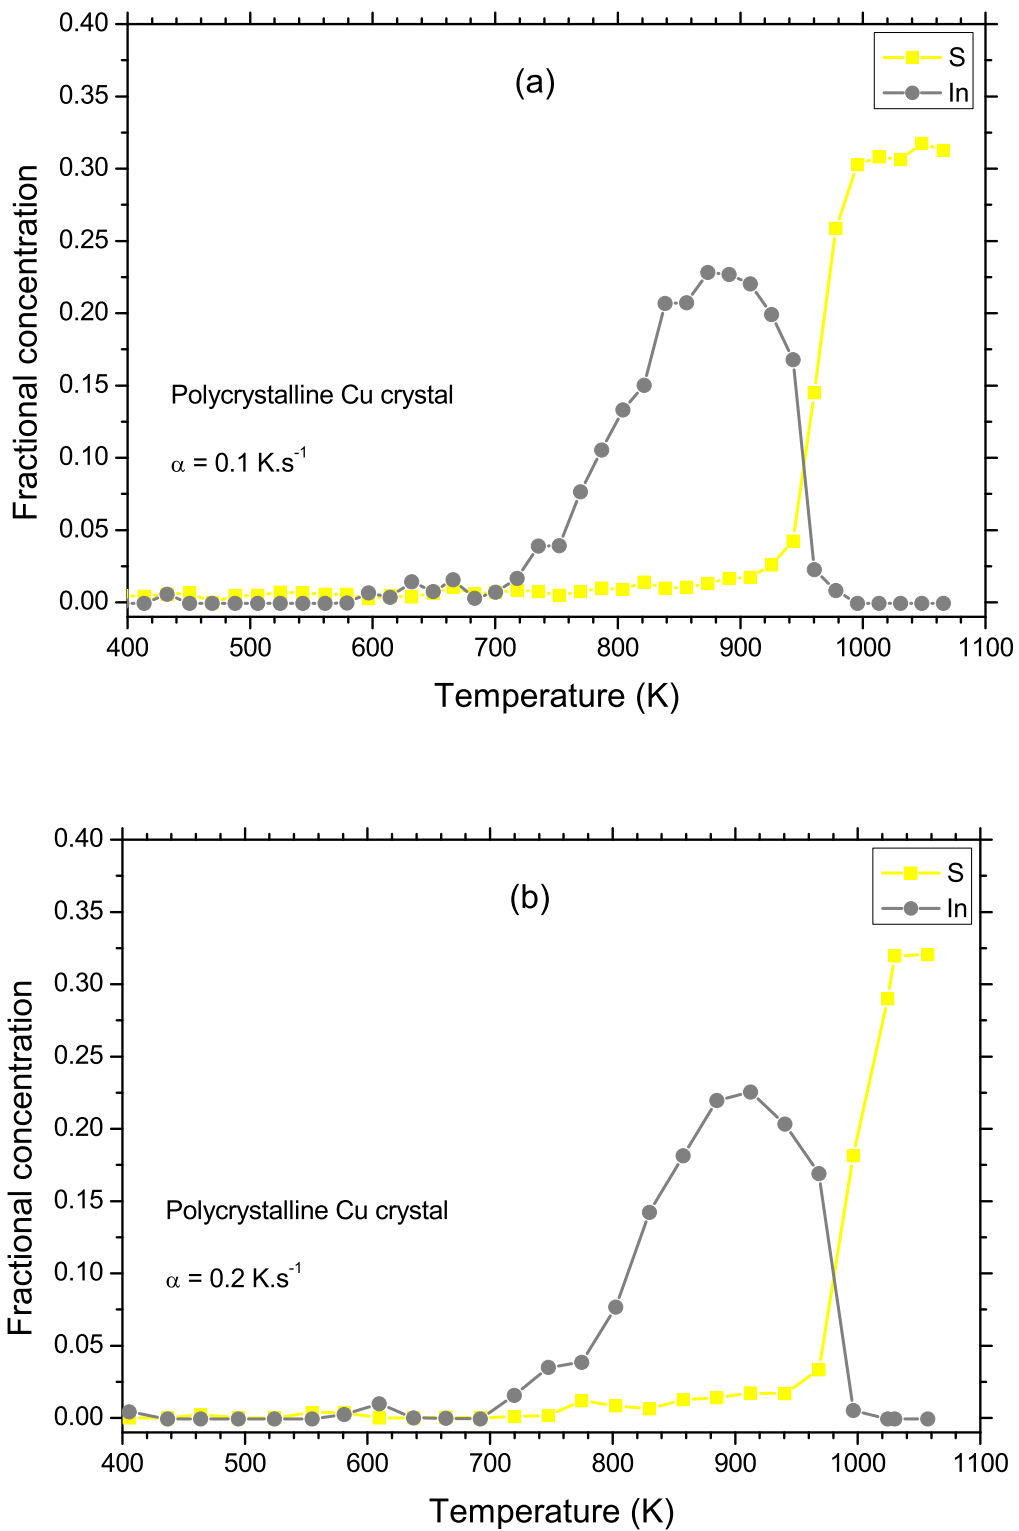 0.40
0.35
0.30
0.25
0.20
0.15
0.10
0.05
0.00
Fractional concentration
(a)
S
In
Polycrystalline Cu crystal
α = 0.1 K.s⁻¹
400 500 600 700 800 900 1000 1100
Temperature (K)
0.40
0.35
0.30
0.25
0.20
0.15
0.10
0.05
0.00
Fractional concentration
(b)
S
In
Polycrystalline Cu crystal
α = 0.2 K.s⁻¹
400 500 600 700 800 900 1000 1100
Temperature (K)